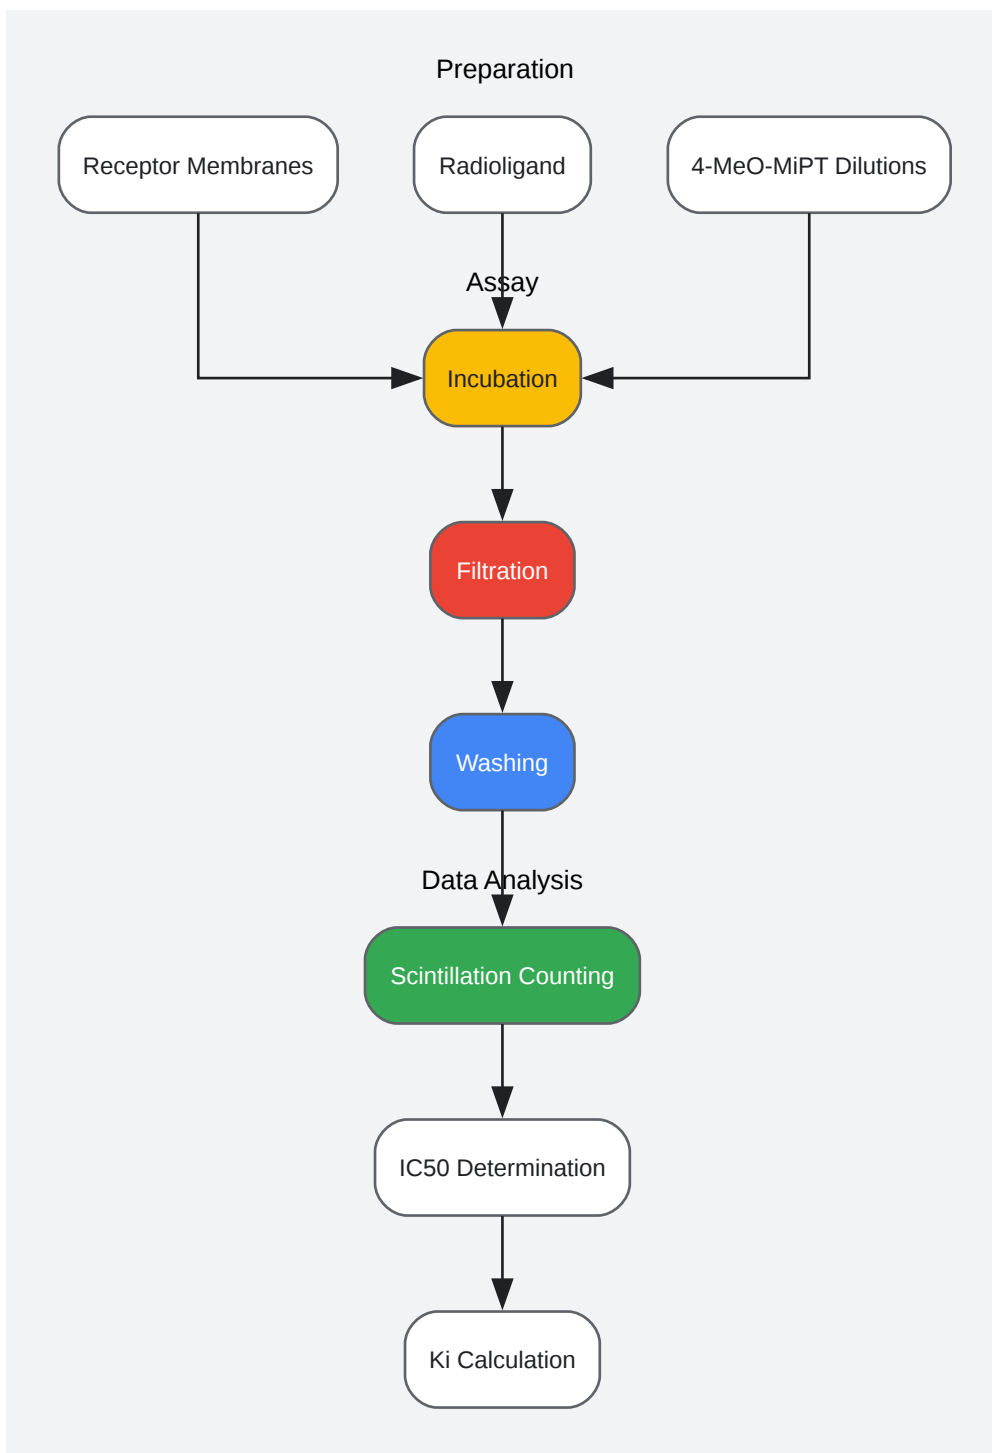 Preparation
Receptor Membranes
Radioligand
4-MeO-MiPT Dilutions
Assay
Incubation
Filtration
Washing
Data Analysis
Scintillation Counting
IC50 Determination
Ki Calculation